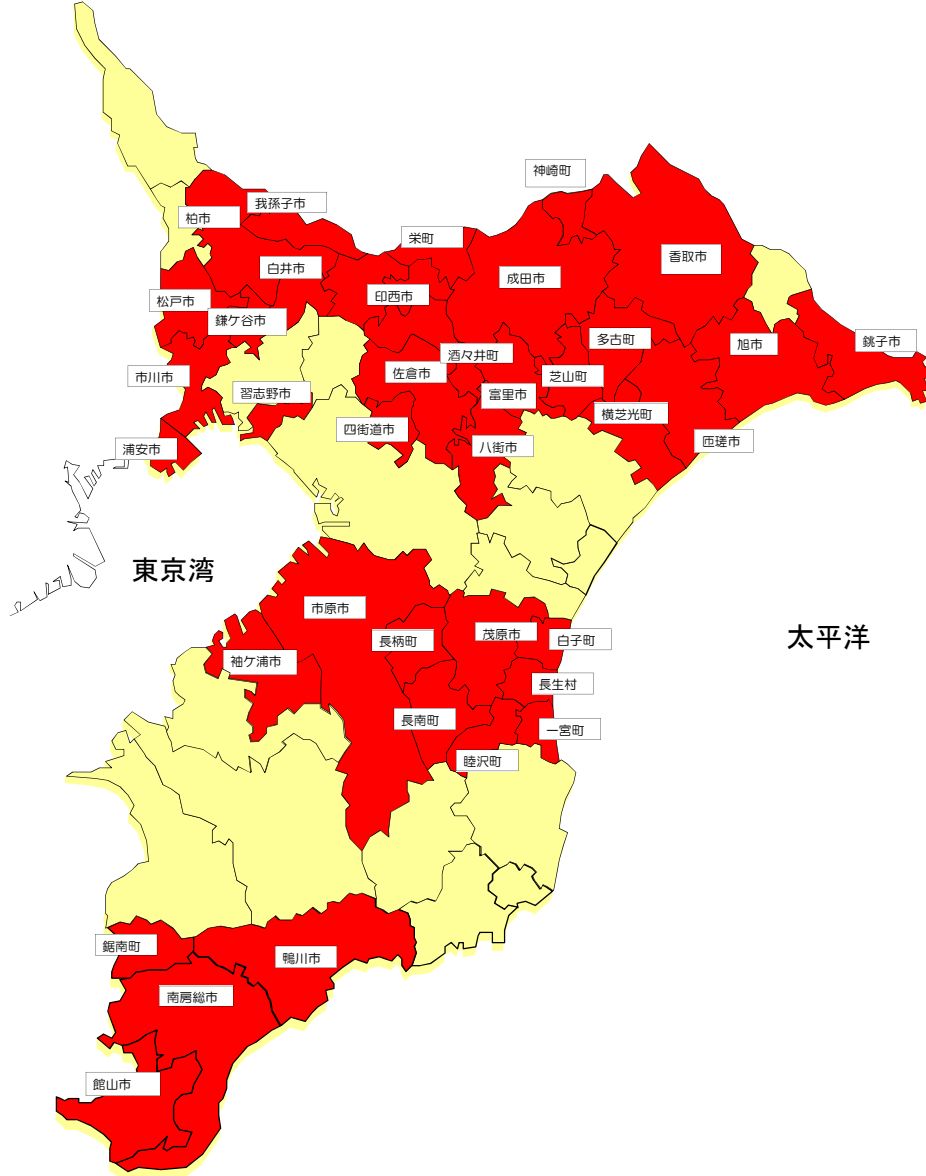 神崎町
我孫子市
柏市
栄町
香取市
白井市
成田市
印西市
松戸市
鎌ケ谷市
多古町
銚子市
旭市
酒々井町
佐倉市
芝山町
市川市
習志野市
富里市
横芝光町
四街道市
匝瑳市
浦安市
八街市
東京湾
市原市
茂原市
白子町
長柄町
太平洋
袖ケ浦市
長生村
長南町
一宮町
睦沢町
鋸南町
鴨川市
南房総市
館山市